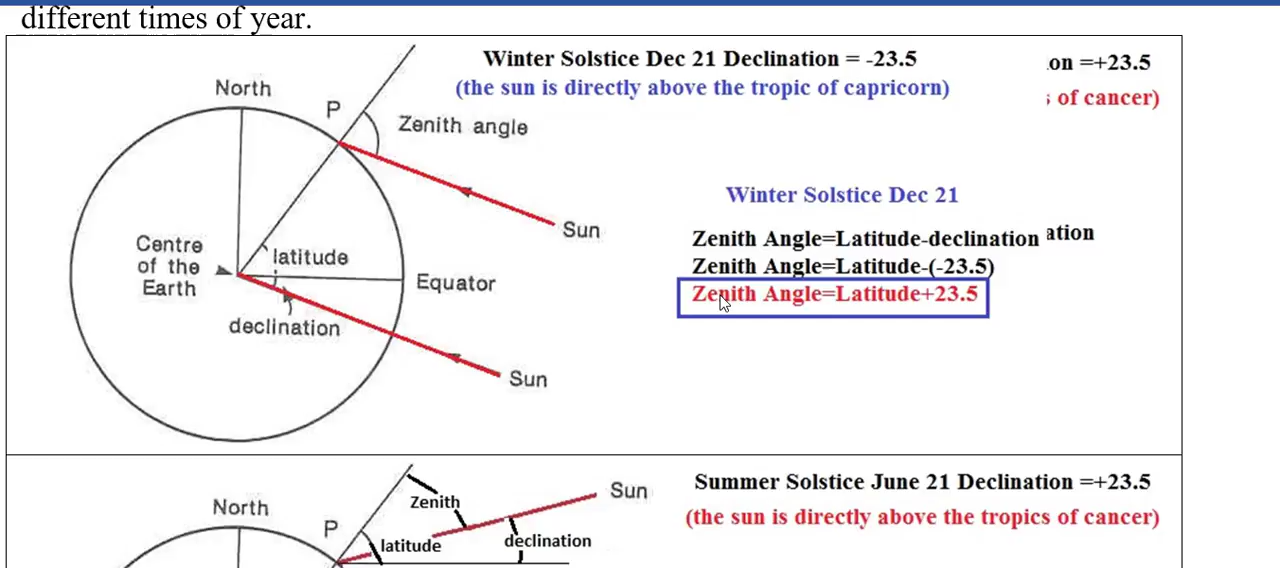 different times of year.
Winter Solstice Dec 21 Declination = -23.5
on =+23.5
(the sun is directly above the tropic of capricorn)
s of cancer)
North
P
Zenith angle
Sun
Centre
of the
Earth
latitude
Equator
declination
Sun
Winter Solstice Dec 21
Zenith Angle=Latitude-declination
ation
Zenith Angle=Latitude-(-23.5)
Zenith Angle=Latitude+23.5
North
P
Zenith
latitude
declination
Sun
Summer Solstice June 21 Declination =+23.5
(the sun is directly above the tropics of cancer)